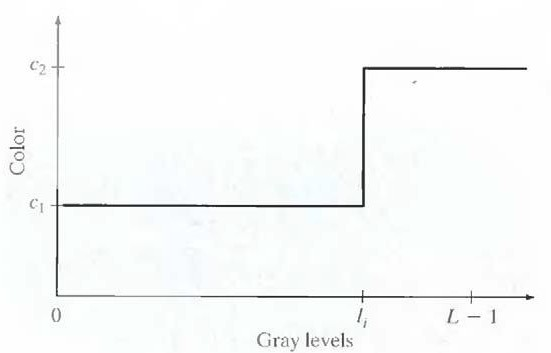 c₂
Color
c₁
0
lᵢ
L − 1
Gray levels